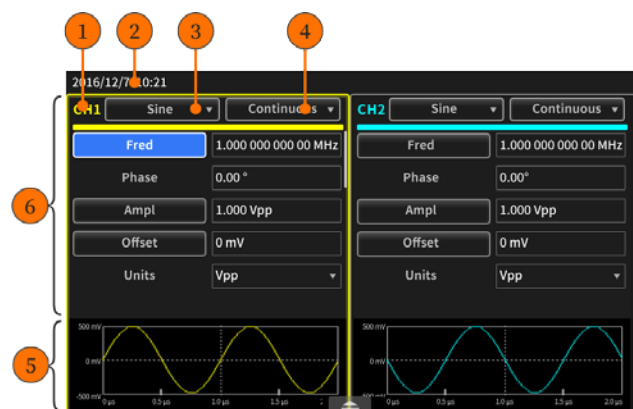 1 2 3 4
2016/12/7 10:21
CH1 Sine Continuous CH2 Sine Continuous
Fred 1.000 000 000 00 MHz Fred 1.000 000 000 00 MHz
Phase 0.00 ° Phase 0.00°
6
Ampl 1.000 Vpp Ampl 1.000 Vpp
Offset 0 mV Offset 0 mV
Units Vpp Units Vpp
500 mV 500 mV
5
0 mV 0 mV
-500 mV -500 mV
0 µs 0.5 µs 1.0 µs 1.5 µs 0 µs 0.5 µs 1.0 µs 1.5 µs 2.0 µs